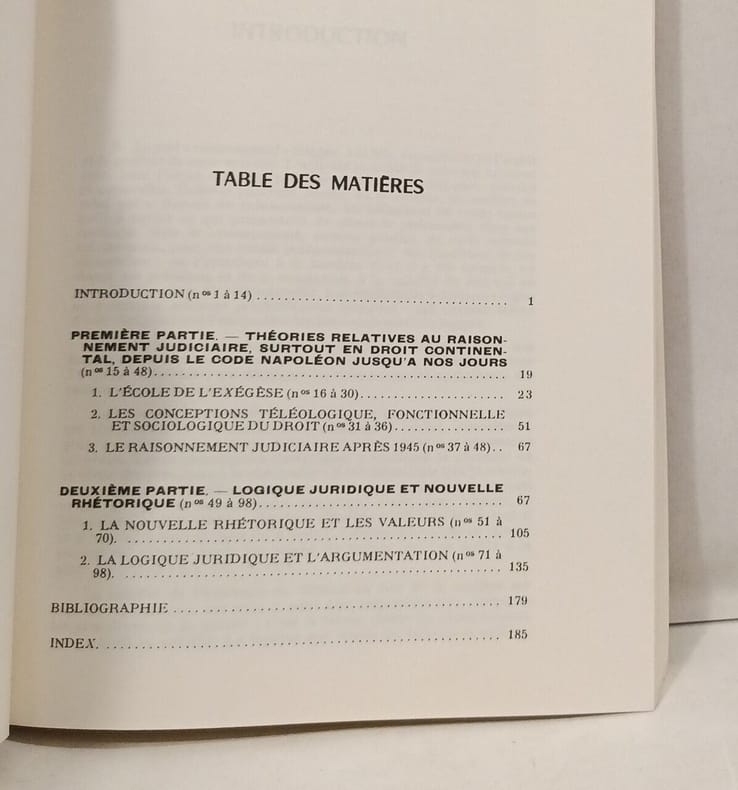 TABLE DES MATIÈRES
INTRODUCTION (nos 1 à 14) .................................... 1
PREMIÈRE PARTIE. — THÉORIES RELATIVES AU RAISON-
NEMENT JUDICIAIRE, SURTOUT EN DROIT CONTINEN-
TAL, DEPUIS LE CODE NAPOLÉON JUSQU'A NOS JOURS
(nos 15 à 48).................................................. 19
1. L'ÉCOLE DE L'EXÉGÈSE (nos 16 à 30).................... 23
2. LES CONCEPTIONS TÉLÉOLOGIQUE, FONCTIONNELLE
ET SOCIOLOGIQUE DU DROIT (nos 31 à 36)................ 51
3. LE RAISONNEMENT JUDICIAIRE APRÈS 1945 (nos 37 à 48).. 67
DEUXIÈME PARTIE. — LOGIQUE JURIDIQUE ET NOUVELLE
RHÉTORIQUE (nos 49 à 98)................................... 67
1. LA NOUVELLE RHÉTORIQUE ET LES VALEURS (nos 51 à
70). ..................................................... 105
2. LA LOGIQUE JURIDIQUE ET L'ARGUMENTATION (nos 71 à
98). ..................................................... 135
BIBLIOGRAPHIE ............................................... 179
INDEX. ........................................................ 185